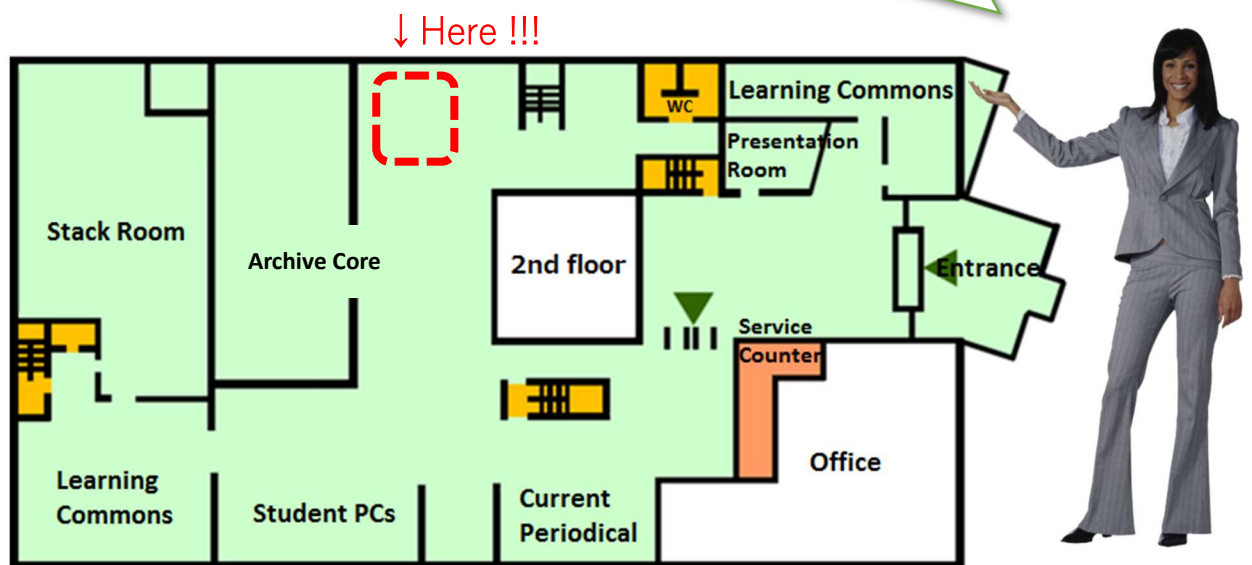 ↓ Here !!!
WC
Learning Commons
Presentation
Room
Stack Room
Archive Core
2nd floor
Entrance
Service
Counter
Learning
Commons
Student PCs
Current
Periodical
Office